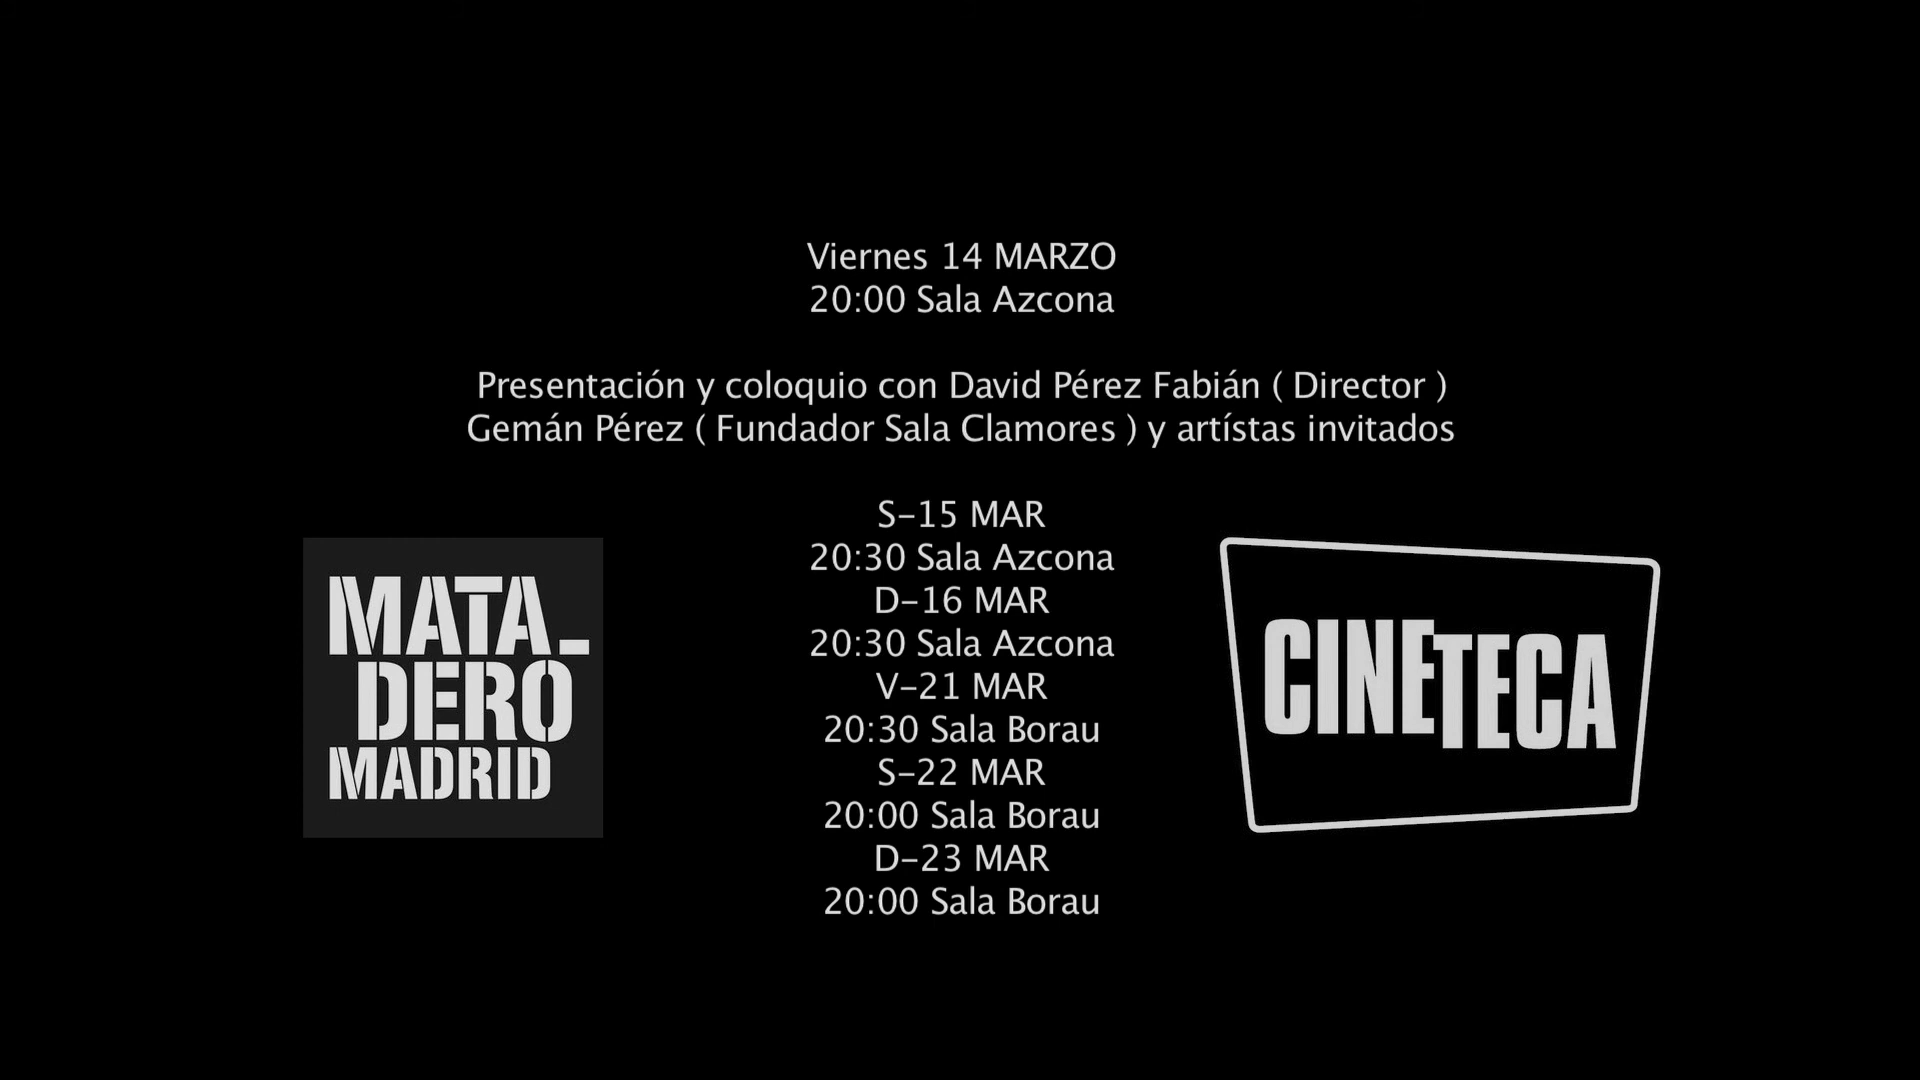 Viernes 14 MARZO
20:00 Sala Azcona
Presentación y coloquio con David Pérez Fabián ( Director )
Gemán Pérez ( Fundador Sala Clamores ) y artístas invitados
S-15 MAR
20:30 Sala Azcona
D-16 MAR
20:30 Sala Azcona
V-21 MAR
20:30 Sala Borau
S-22 MAR
20:00 Sala Borau
D-23 MAR
20:00 Sala Borau
MATA_
DERO
MADRID
CINETECA